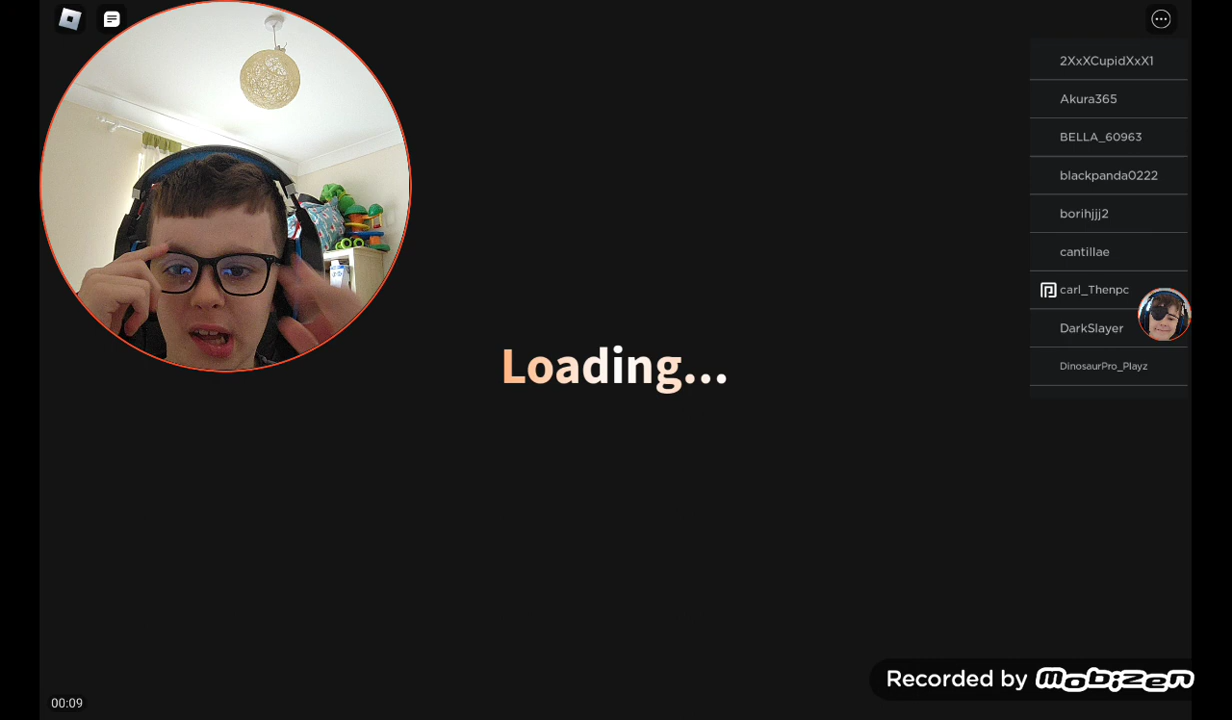 2XxXCupidXxX1
Akura365
BELLA_60963
blackpanda0222
borihjjj2
cantillae
carl_Thenpc
DarkSlayer
DinosaurPro_Playz
Loading...
Recorded by mobizen
00:09